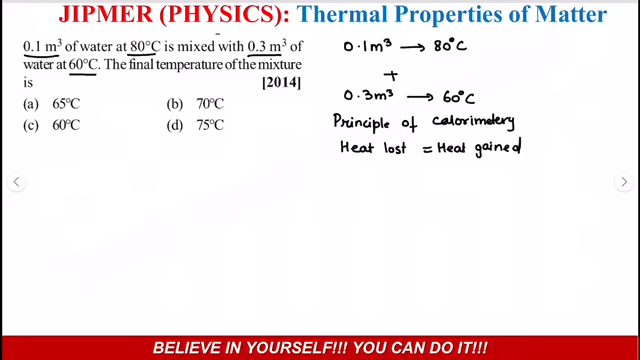 JIPMER (PHYSICS): Thermal Properties of Matter
0.1 m³ of water at 80°C is mixed with 0.3 m³ of
water at 60°C. The final temperature of the mixture
is [2014]
(a) 65°C (b) 70°C
(c) 60°C (d) 75°C
0.1m³ → 80°C
+
0.3m³ → 60°C
Principle of calorimetery
Heat lost = Heat gained
BELIEVE IN YOURSELF!!! YOU CAN DO IT!!!